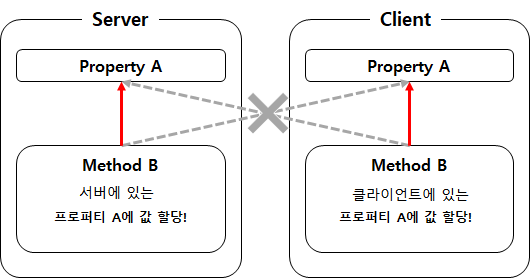 Server
Client
Property A
Property A
Method B
서버에 있는
프로퍼티 A에 값 할당!
Method B
클라이언트에 있는
프로퍼티 A에 값 할당!